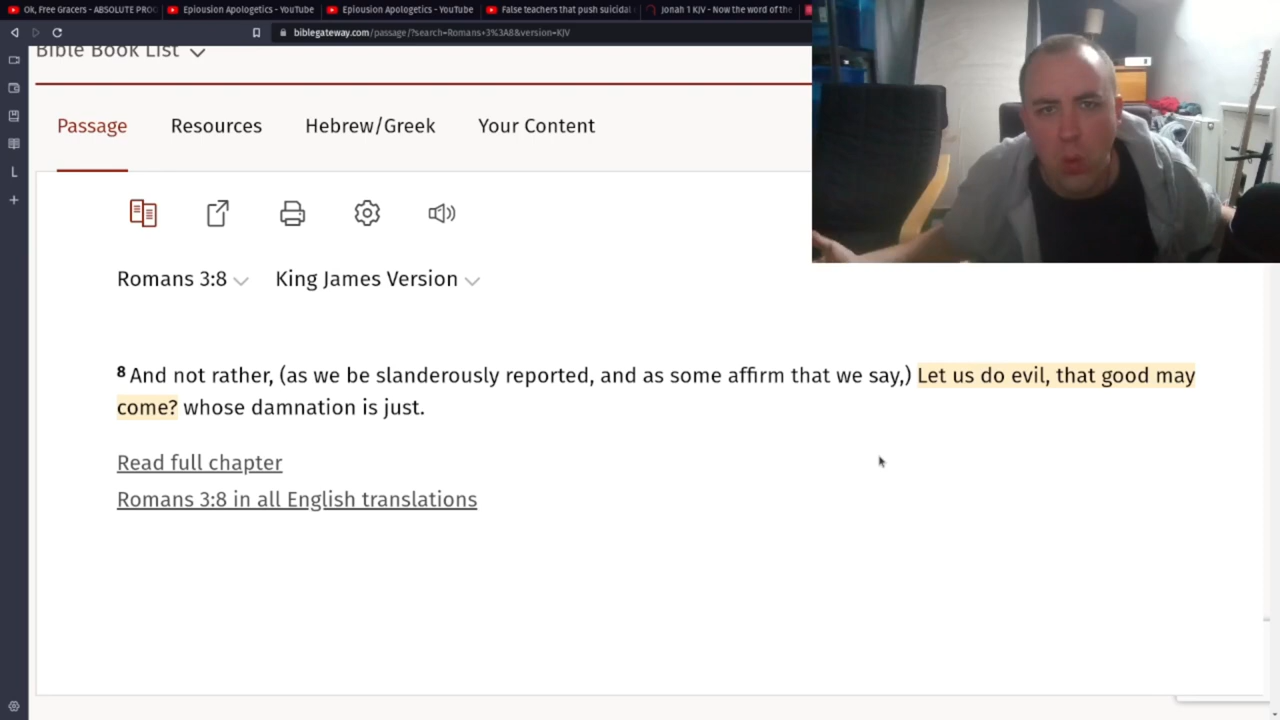 Ok, Free Gracers - ABSOLUTE PROO
Epiousion Apologetics - YouTube
Epiousion Apologetics - YouTube
False teachers that push suicidal
Jonah 1 KJV - Now the word of the
biblegateway.com/passage/?search=Romans+3%3A8&version=KJV
Bible Book List
L
Passage
Resources
Hebrew/Greek
Your Content
Romans 3:8
King James Version
8 And not rather, (as we be slanderously reported, and as some affirm that we say,) Let us do evil, that good may
come? whose damnation is just.
Read full chapter
Romans 3:8 in all English translations